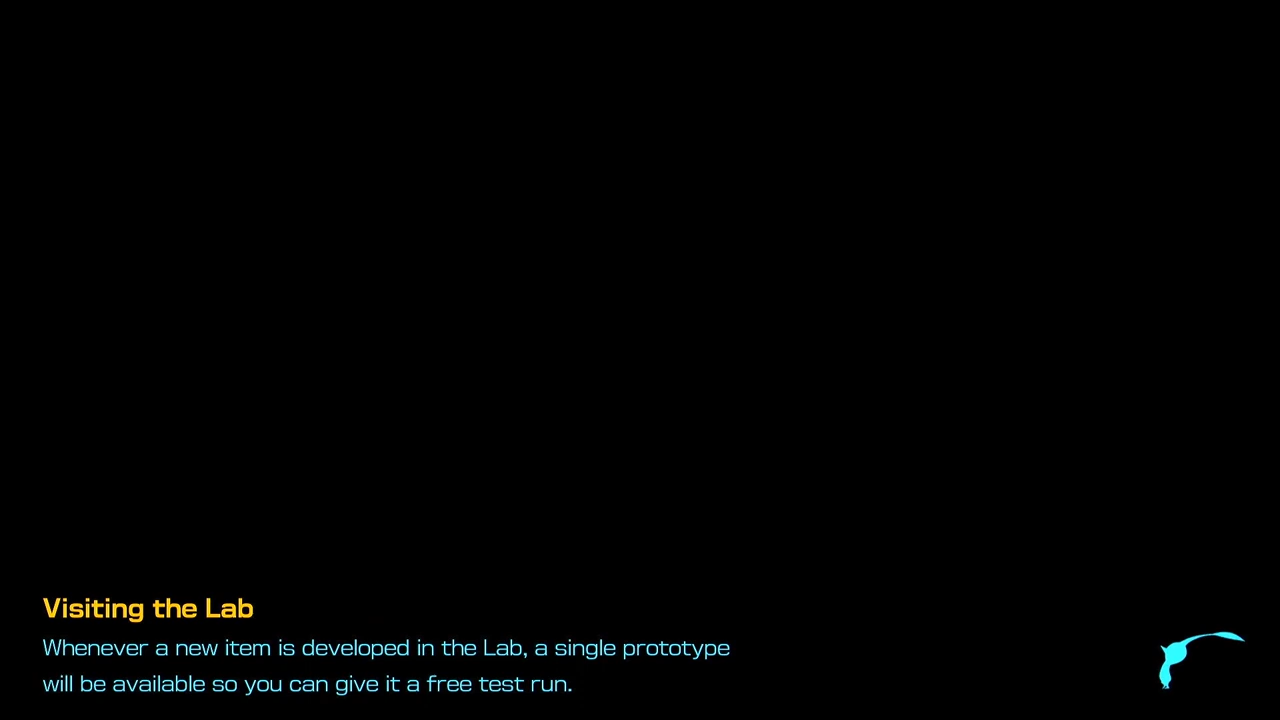 Visiting the Lab
Whenever a new item is developed in the Lab, a single prototype
will be available so you can give it a free test run.